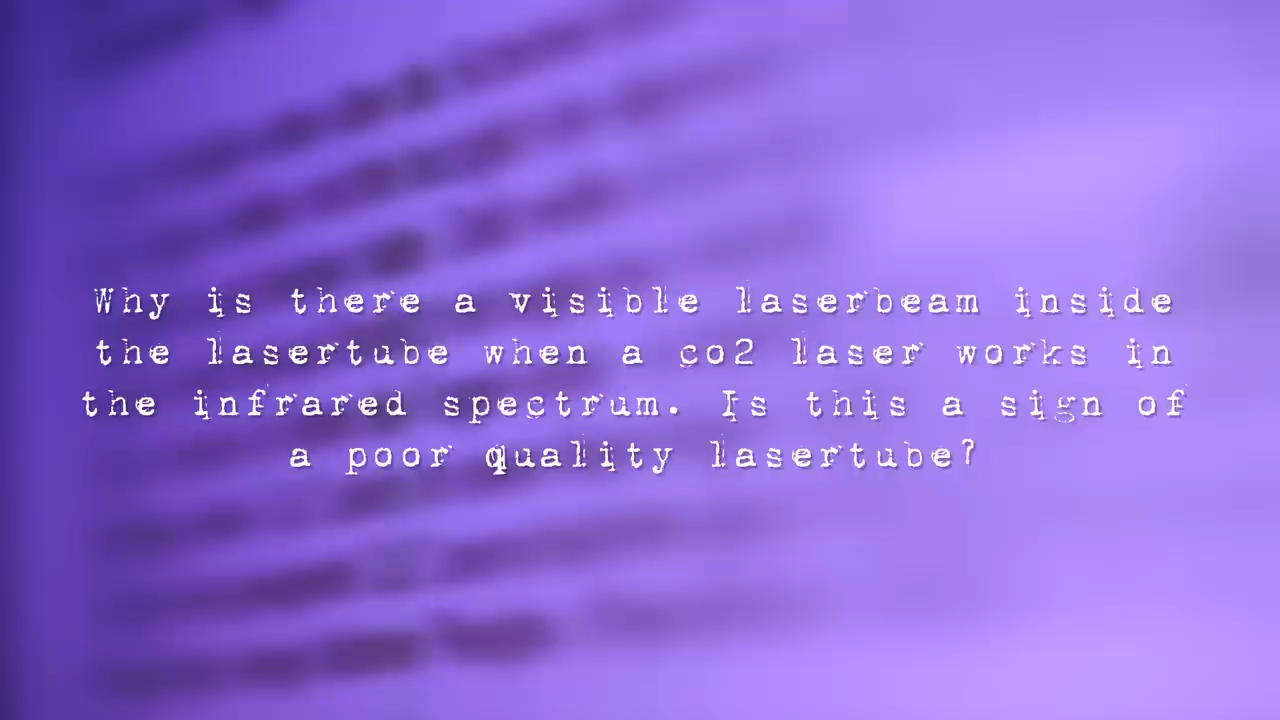 Why is there a visible laserbeam inside
the lasertube when a co2 laser works in
the infrared spectrum. Is this a sign of
a poor quality lasertube?